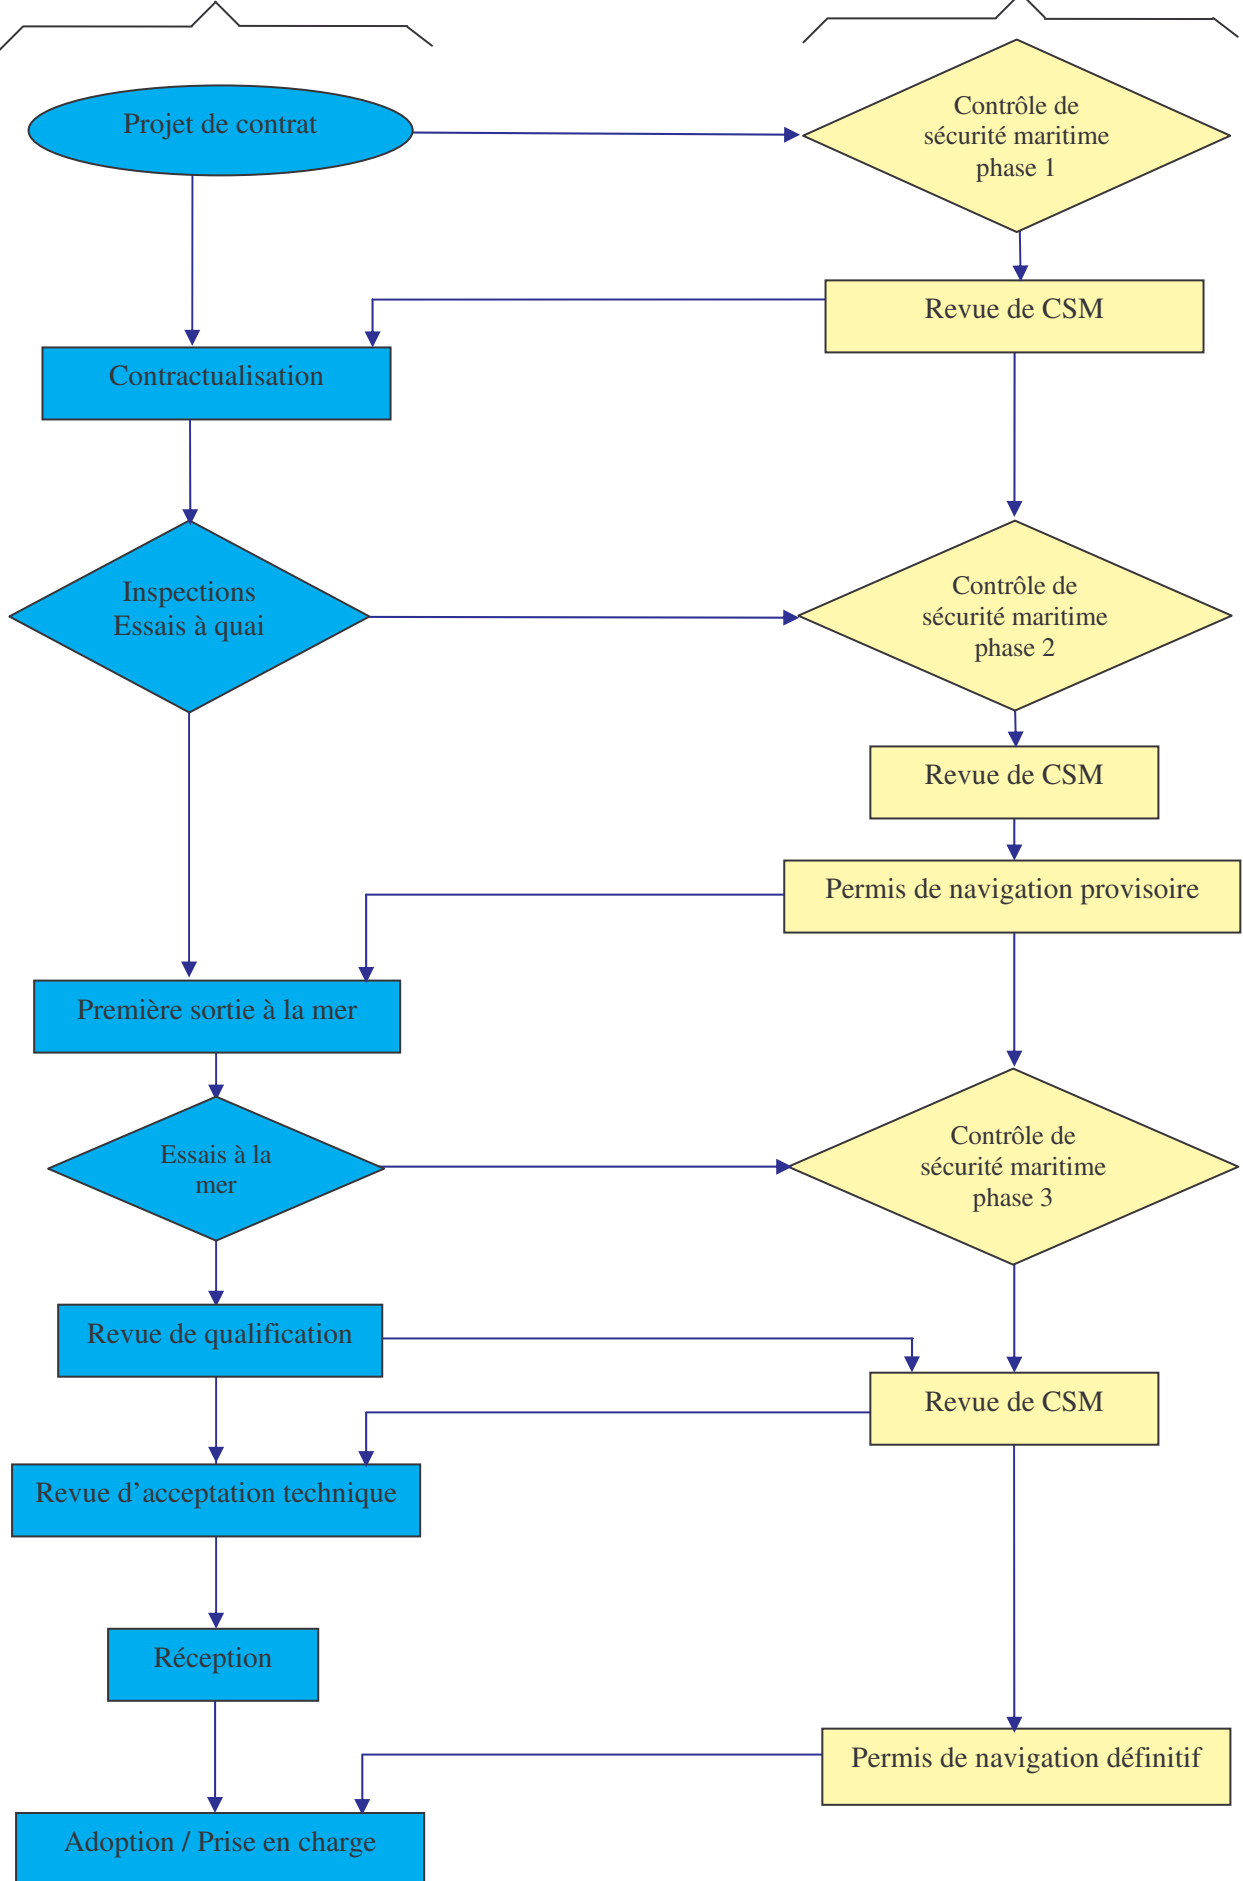 Projet de contrat
Contrôle de
sécurité maritime
phase 1
Revue de CSM
Contractualisation
Inspections
Essais à quai
Contrôle de
sécurité maritime
phase 2
Revue de CSM
Permis de navigation provisoire
Première sortie à la mer
Essais à la
mer
Contrôle de
sécurité maritime
phase 3
Revue de qualification
Revue de CSM
Revue d’acceptation technique
Réception
Permis de navigation définitif
Adoption / Prise en charge